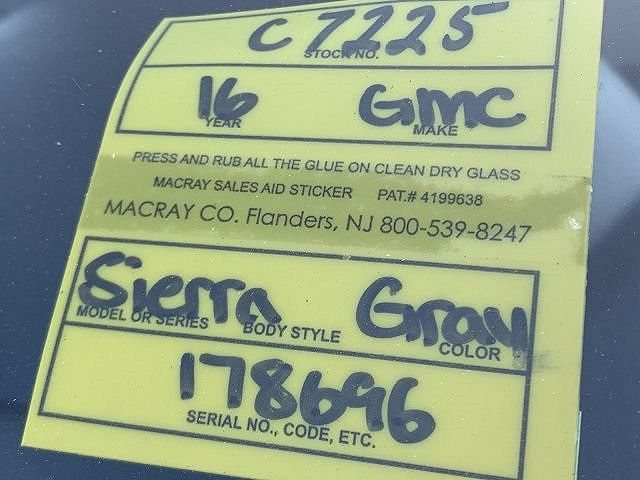 C7225
STOCK NO.
16 GMC
YEAR MAKE
PRESS AND RUB ALL THE GLUE ON CLEAN DRY GLASS
MACRAY SALES AID STICKER PAT.# 4199638
MACRAY CO. Flanders, NJ 800-539-8247
Sierra Gray
MODEL OR SERIES BODY STYLE COLOR
178696
SERIAL NO., CODE, ETC.